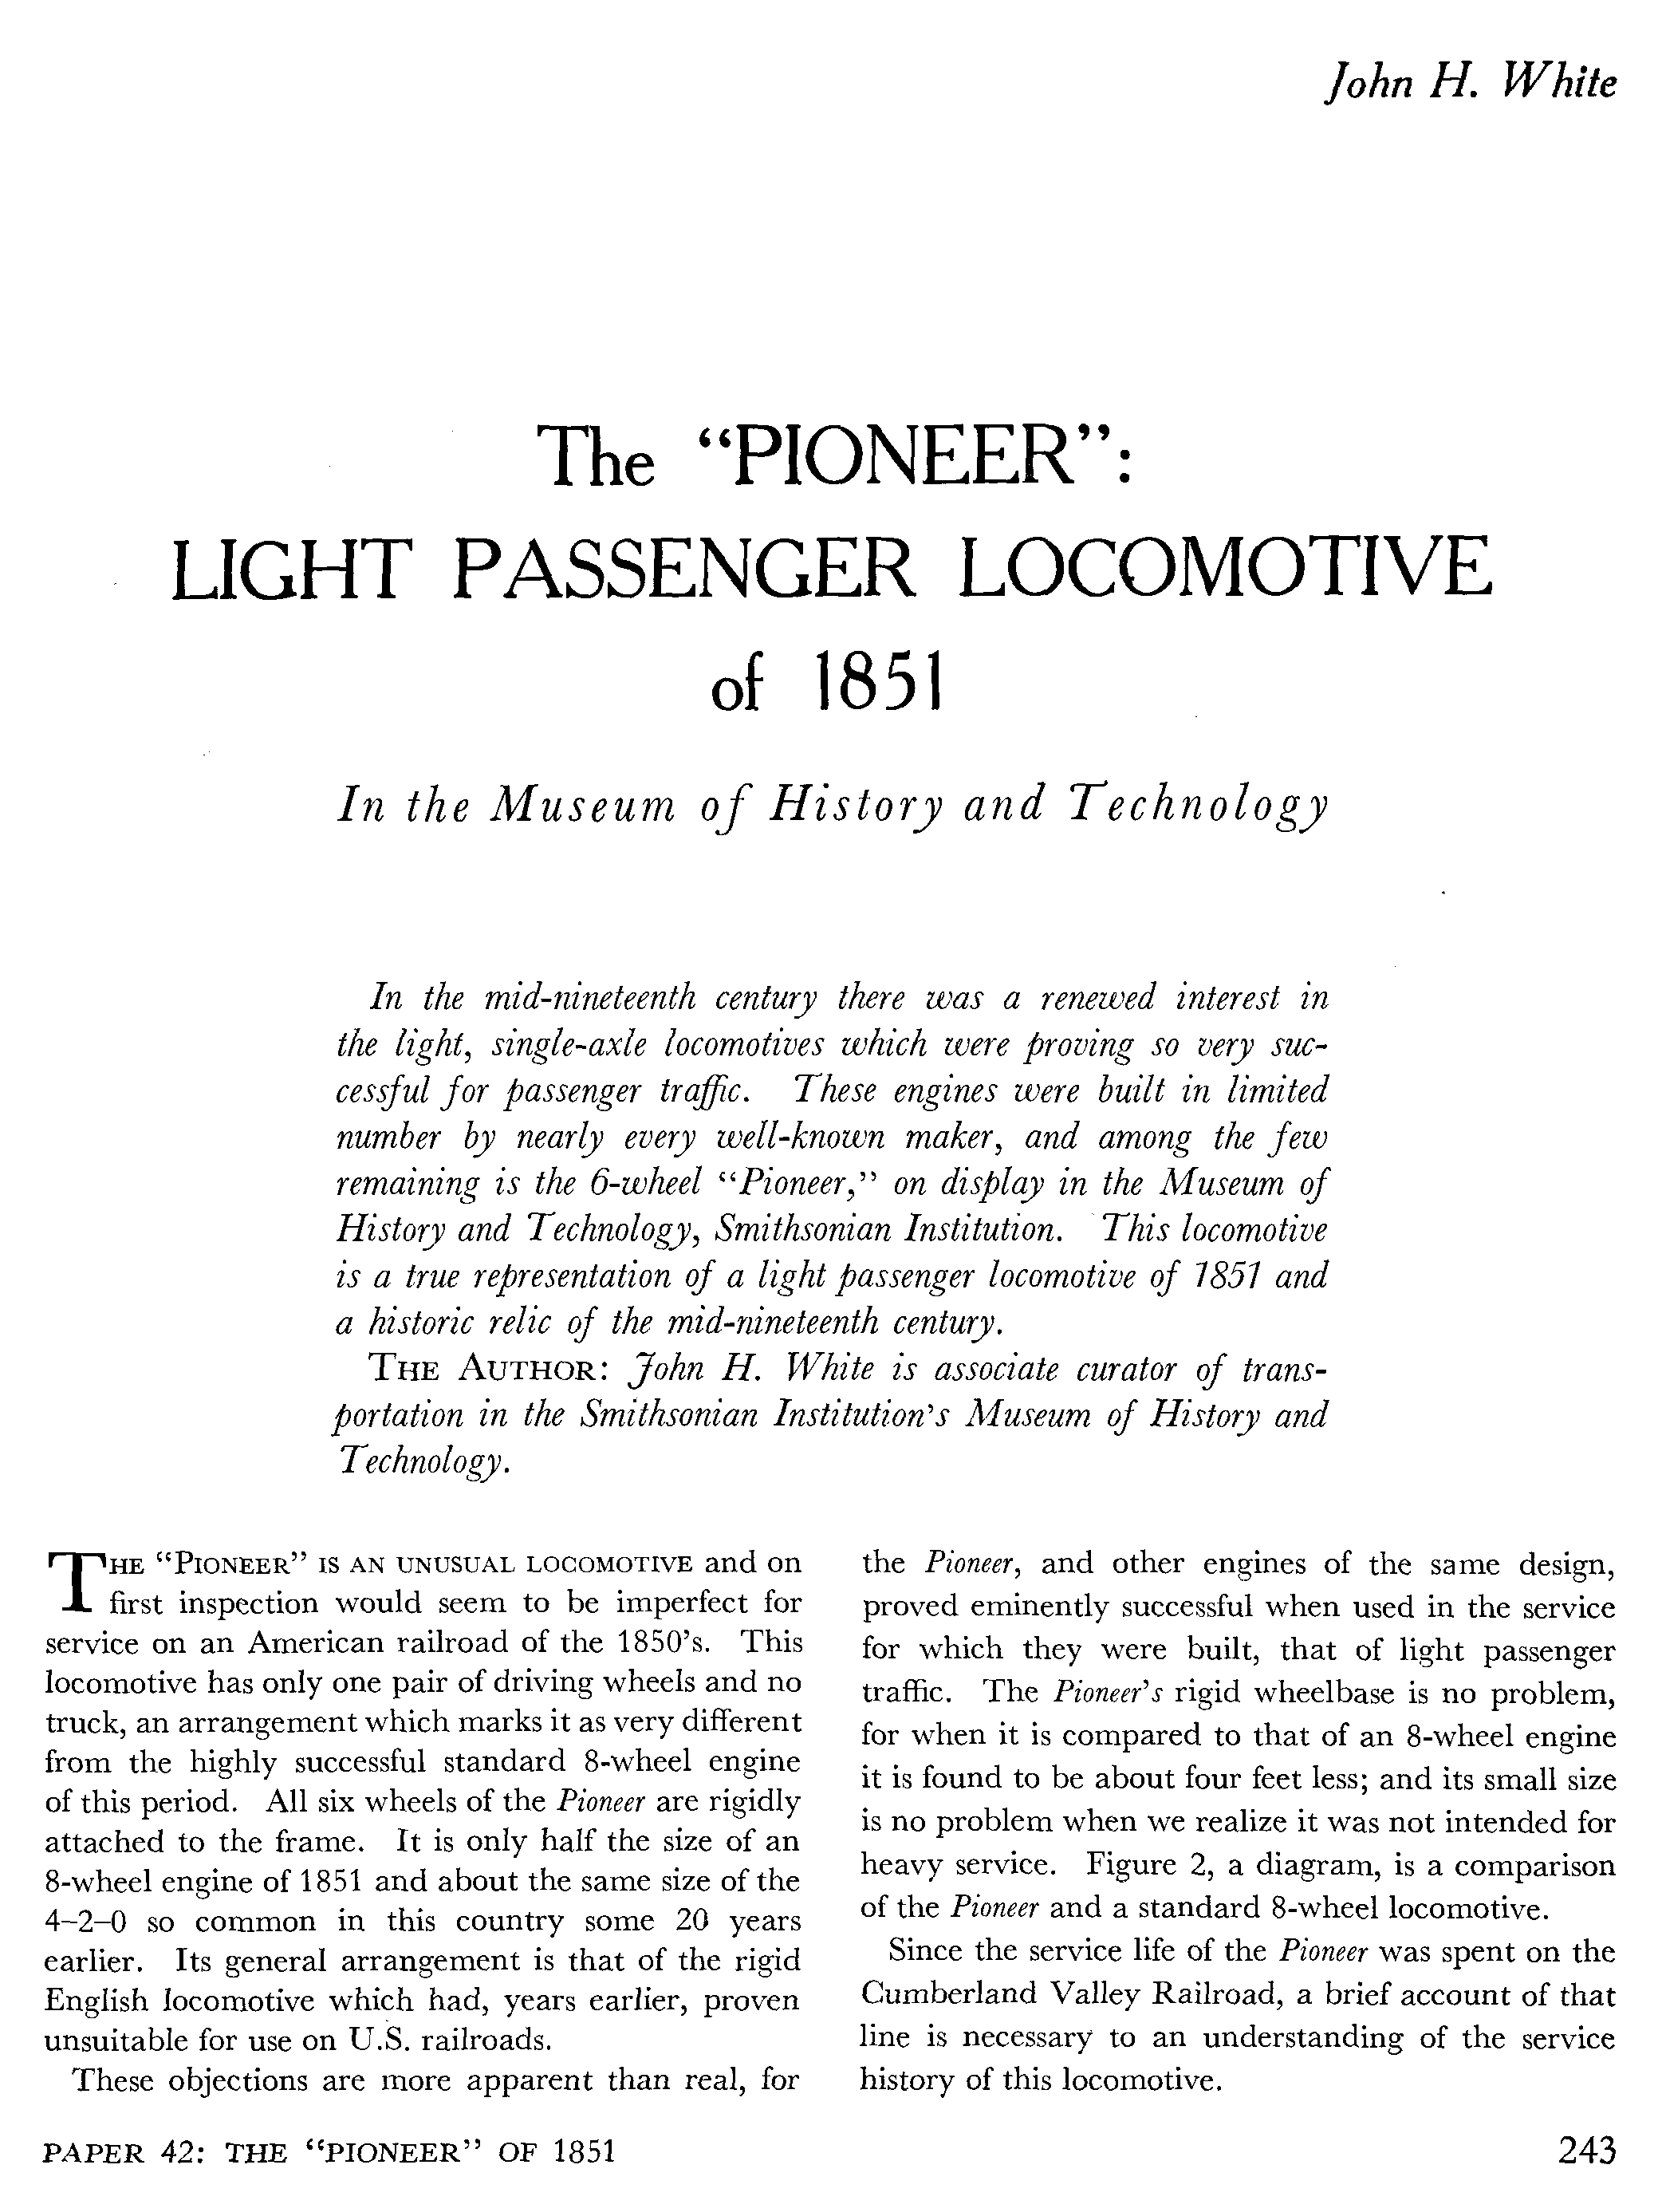 John H. White
The “PIONEER”:
LIGHT PASSENGER LOCOMOTIVE
of 1851
In the Museum of History and Technology
In the mid-nineteenth century there was a renewed interest in
the light, single-axle locomotives which were proving so very suc-
cessful for passenger traffic. These engines were built in limited
number by nearly every well-known maker, and among the few
remaining is the 6-wheel “Pioneer,” on display in the Museum of
History and Technology, Smithsonian Institution. This locomotive
is a true representation of a light passenger locomotive of 1851 and
a historic relic of the mid-nineteenth century.
THE AUTHOR: John H. White is associate curator of trans-
portation in the Smithsonian Institution's Museum of History and
Technology.
THE “PIONEER” IS AN UNUSUAL LOCOMOTIVE and on
first inspection would seem to be imperfect for
service on an American railroad of the 1850's. This
locomotive has only one pair of driving wheels and no
truck, an arrangement which marks it as very different
from the highly successful standard 8-wheel engine
of this period. All six wheels of the Pioneer are rigidly
attached to the frame. It is only half the size of an
8-wheel engine of 1851 and about the same size of the
4–2–0 so common in this country some 20 years
earlier. Its general arrangement is that of the rigid
English locomotive which had, years earlier, proven
unsuitable for use on U.S. railroads.
These objections are more apparent than real, for
the Pioneer, and other engines of the same design,
proved eminently successful when used in the service
for which they were built, that of light passenger
traffic. The Pioneer's rigid wheelbase is no problem,
for when it is compared to that of an 8-wheel engine
it is found to be about four feet less; and its small size
is no problem when we realize it was not intended for
heavy service. Figure 2, a diagram, is a comparison
of the Pioneer and a standard 8-wheel locomotive.
Since the service life of the Pioneer was spent on the
Cumberland Valley Railroad, a brief account of that
line is necessary to an understanding of the service
history of this locomotive.
PAPER 42: THE “PIONEER” OF 1851
243